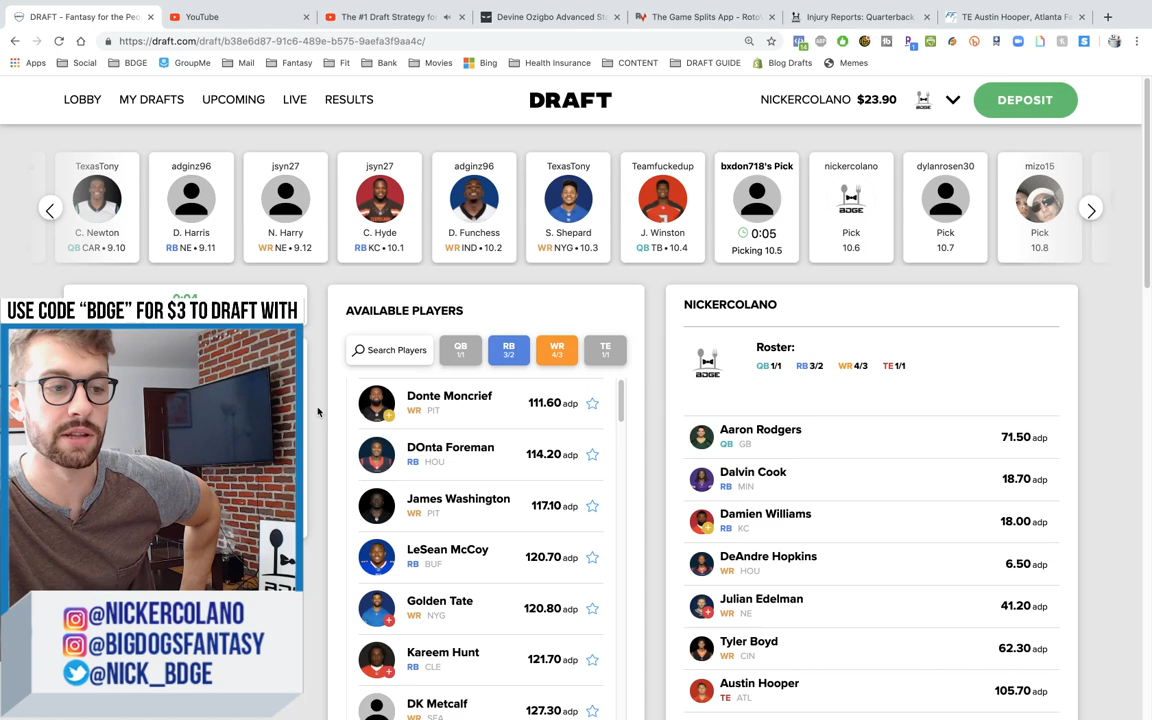 DRAFT - Fantasy for the Peo
YouTube
The #1 Draft Strategy for
Devine Ozigbo Advanced St
The Game Splits App - RotoV
Injury Reports: Quarterback
TE Austin Hooper, Atlanta Fa
https://draft.com/draft/b38e6d87-91c6-489e-b575-9aefa3f9aa4c/
Apps Social BDGE GroupMe Mail Fantasy Fit Bank Movies Bing Health Insurance CONTENT DRAFT GUIDE Blog Drafts Memes
LOBBY MY DRAFTS UPCOMING LIVE RESULTS DRAFT NICKERCOLANO $23.90 DEPOSIT
TexasTony adginz96 jsyn27 jsyn27 adginz96 TexasTony Teamfuckedup bxdon718's Pick nickercolano dylanrosen30 mizo15
BDGE
0:05
C. Newton D. Harris N. Harry C. Hyde D. Funchess S. Shepard J. Winston Pick Pick Pick
QB CAR • 9.10 RB NE • 9.11 WR NE • 9.12 RB KC • 10.1 WR IND • 10.2 WR NYG • 10.3 QB TB • 10.4 Picking 10.5 10.6 10.7 10.8
0:04
USE CODE "BDGE" FOR $3 TO DRAFT WITH
@NICKERCOLANO
@BIGDOGSFANTASY
@NICK_BDGE
AVAILABLE PLAYERS
Search Players
QB 1/1
RB 3/2
WR 4/3
TE 1/1
Donte Moncrief 111.60 adp
WR PIT
DOnta Foreman 114.20 adp
RB HOU
James Washington 117.10 adp
WR PIT
LeSean McCoy 120.70 adp
RB BUF
Golden Tate 120.80 adp
WR NYG
Kareem Hunt 121.70 adp
RB CLE
DK Metcalf 127.30 adp
WR SEA
NICKERCOLANO
BDGE
Roster:
QB 1/1 RB 3/2 WR 4/3 TE 1/1
Aaron Rodgers 71.50 adp
QB GB
Dalvin Cook 18.70 adp
RB MIN
Damien Williams 18.00 adp
RB KC
DeAndre Hopkins 6.50 adp
WR HOU
Julian Edelman 41.20 adp
WR NE
Tyler Boyd 62.30 adp
WR CIN
Austin Hooper 105.70 adp
TE ATL